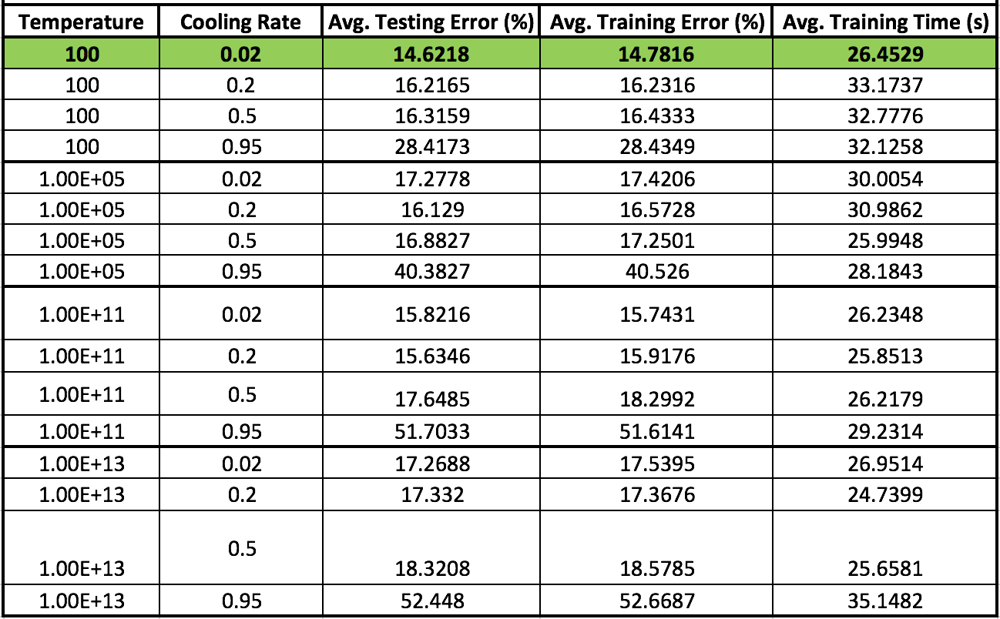 Temperature Cooling Rate Avg. Testing Error (%) Avg. Training Error (%) Avg. Training Time (s)
100 0.02 14.6218 14.7816 26.4529
100 0.2 16.2165 16.2316 33.1737
100 0.5 16.3159 16.4333 32.7776
100 0.95 28.4173 28.4349 32.1258
1.00E+05 0.02 17.2778 17.4206 30.0054
1.00E+05 0.2 16.129 16.5728 30.9862
1.00E+05 0.5 16.8827 17.2501 25.9948
1.00E+05 0.95 40.3827 40.526 28.1843
1.00E+11 0.02 15.8216 15.7431 26.2348
1.00E+11 0.2 15.6346 15.9176 25.8513
1.00E+11 0.5 17.6485 18.2992 26.2179
1.00E+11 0.95 51.7033 51.6141 29.2314
1.00E+13 0.02 17.2688 17.5395 26.9514
1.00E+13 0.2 17.332 17.3676 24.7399
1.00E+13 0.5 18.3208 18.5785 25.6581
1.00E+13 0.95 52.448 52.6687 35.1482